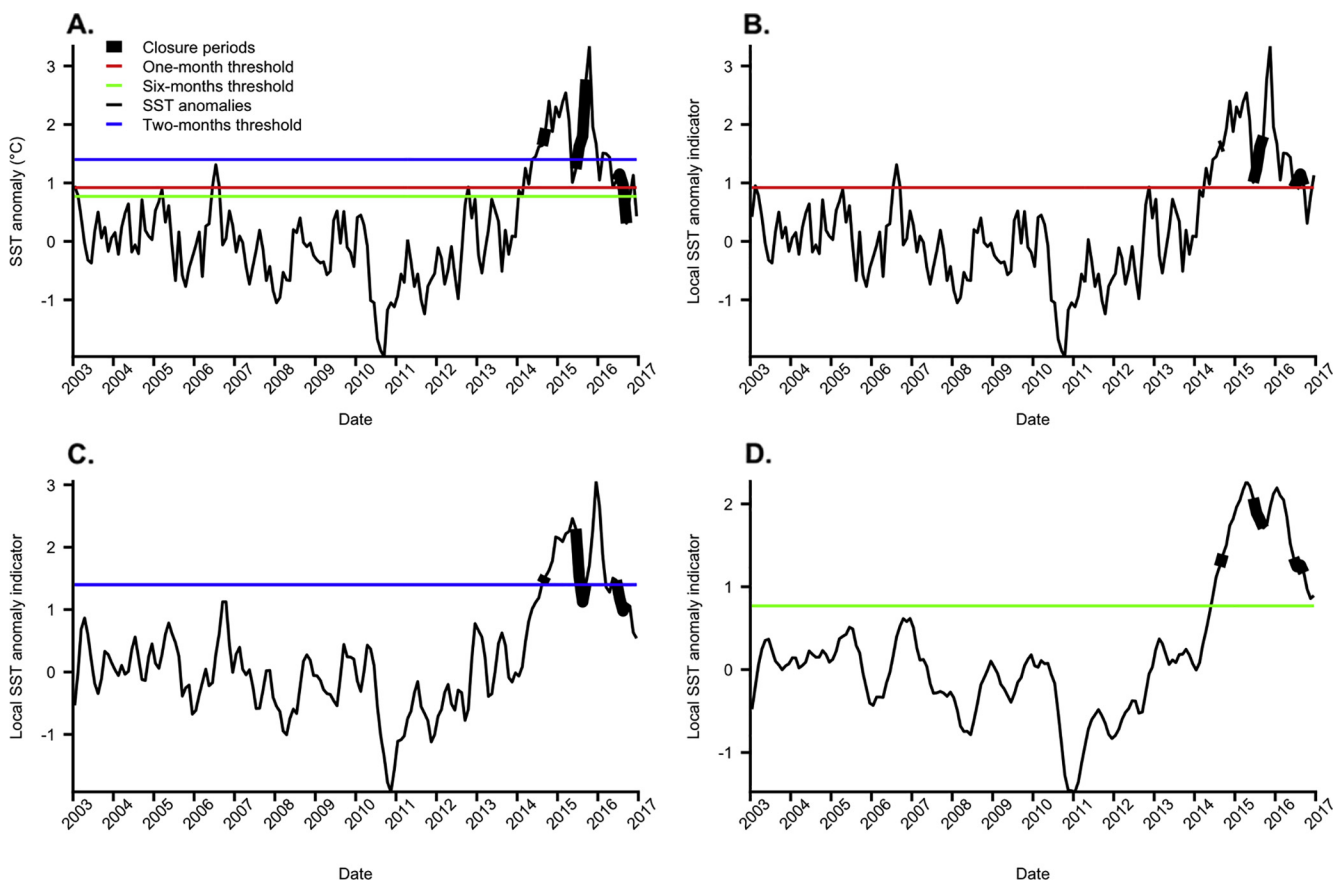 A.
Closure periods
One-month threshold
Six-months threshold
SST anomalies
Two-months threshold
SST anomaly (°C)
3
2
1
0
-1
2003 2004 2005 2006 2007 2008 2009 2010 2011 2012 2013 2014 2015 2016 2017
Date
B.
Local SST anomaly indicator
3
2
1
0
-1
2003 2004 2005 2006 2007 2008 2009 2010 2011 2012 2013 2014 2015 2016 2017
Date
C.
Local SST anomaly indicator
3
2
1
0
-1
2003 2004 2005 2006 2007 2008 2009 2010 2011 2012 2013 2014 2015 2016 2017
Date
D.
Local SST anomaly indicator
2
1
0
-1
2003 2004 2005 2006 2007 2008 2009 2010 2011 2012 2013 2014 2015 2016 2017
Date